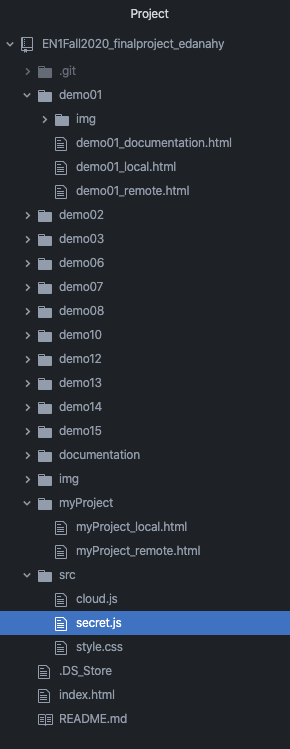 Project
EN1Fall2020_finalproject_edanahy
.git
demo01
img
demo01_documentation.html
demo01_local.html
demo01_remote.html
demo02
demo03
demo06
demo07
demo08
demo10
demo12
demo13
demo14
demo15
documentation
img
myProject
myProject_local.html
myProject_remote.html
src
cloud.js
secret.js
style.css
.DS_Store
index.html
README.md